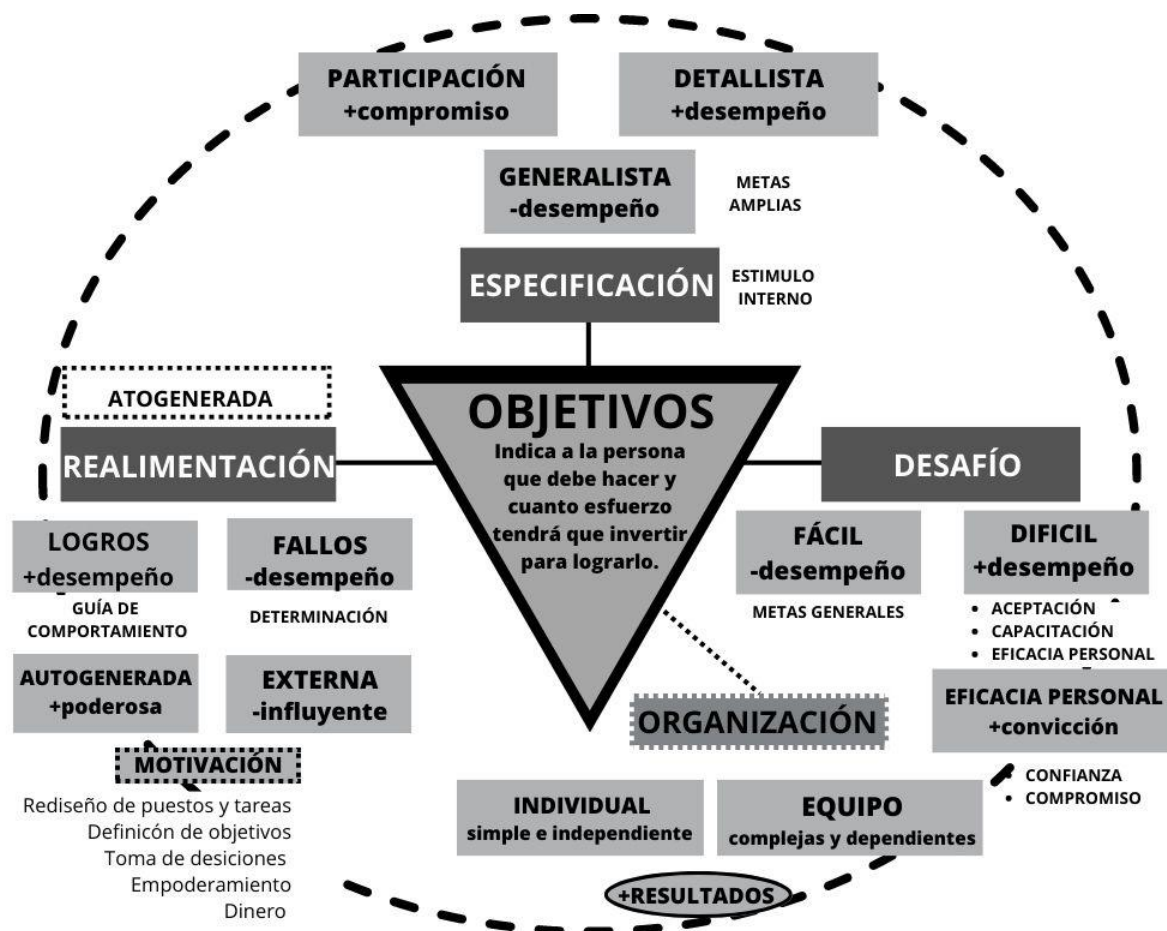 PARTICIPACIÓN
+compromiso
DETALLISTA
+desempeño
GENERALISTA
-desempeño
METAS
AMPLIAS
ESPECIFICACIÓN
ESTIMULO
INTERNO
OBJETIVOS
Indica a la persona
que debe hacer y
cuanto esfuerzo
tendrá que invertir
para lograrlo.
ATOGENERADA
REALIMENTACIÓN
LOGROS
+desempeño
GUÍA DE
COMPORTAMIENTO
FALLOS
-desempeño
DETERMINACIÓN
AUTOGENERADA
+poderosa
EXTERNA
-influyente
MOTIVACIÓN
Rediseño de puestos y tareas
Definicón de objetivos
Toma de desiciones
Empoderamiento
Dinero
DESAFÍO
FÁCIL
-desempeño
METAS GENERALES
DIFICIL
+desempeño
• ACEPTACIÓN
• CAPACITACIÓN
• EFICACIA PERSONAL
EFICACIA PERSONAL
+convicción
• CONFIANZA
• COMPROMISO
ORGANIZACIÓN
INDIVIDUAL
simple e independiente
EQUIPO
complejas y dependientes
+RESULTADOS